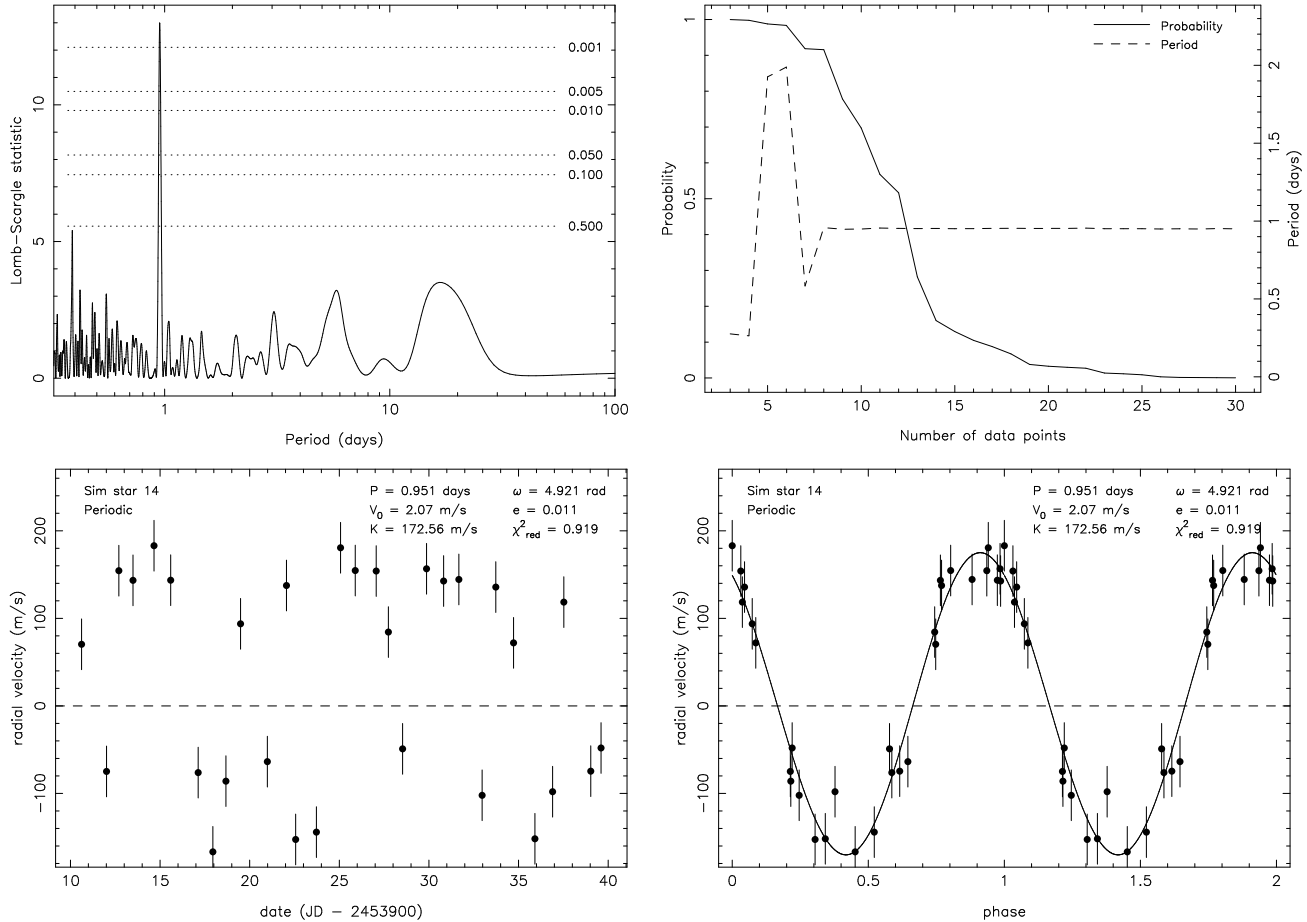 Lomb−Scargle statistic
0
5
10
0.001
0.005
0.010
0.050
0.100
0.500
1
10
100
Period (days)
Probability
0
0.5
1
Probability
Period
0
0.5
1
1.5
2
Period (days)
5
10
15
20
25
30
Number of data points
radial velocity (m/s)
−100
0
100
200
Sim star 14
Periodic
P = 0.951 days
V0 = 2.07 m/s
K = 172.56 m/s
ω = 4.921 rad
e = 0.011
χ²red = 0.919
10
15
20
25
30
35
40
date (JD − 2453900)
radial velocity (m/s)
−100
0
100
200
Sim star 14
Periodic
P = 0.951 days
V0 = 2.07 m/s
K = 172.56 m/s
ω = 4.921 rad
e = 0.011
χ²red = 0.919
0
0.5
1
1.5
2
phase